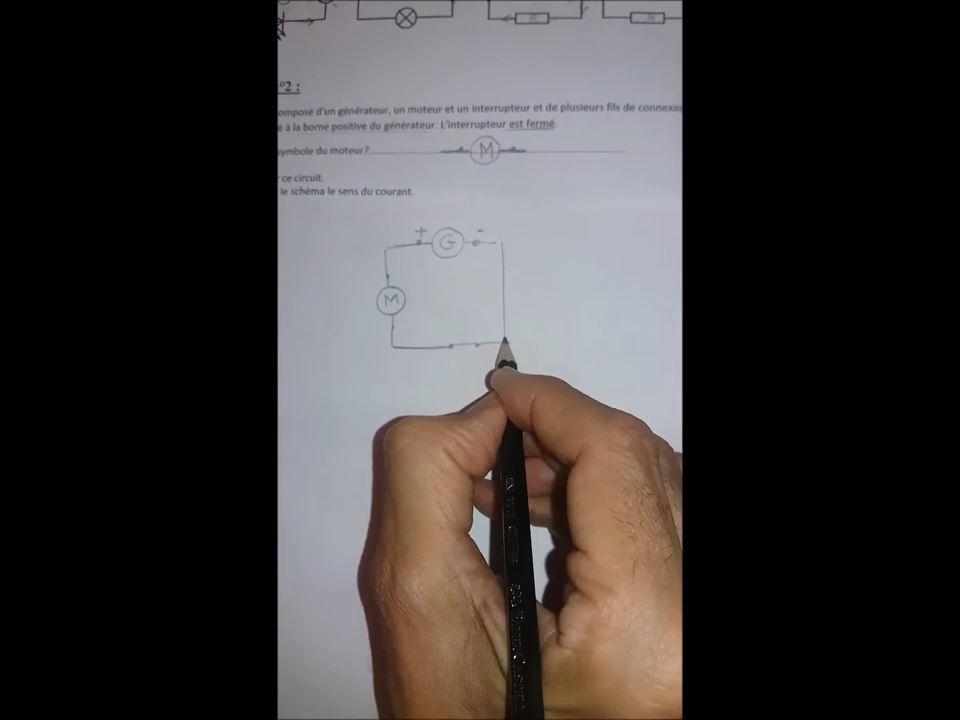 °2 :
omposé d'un générateur, un moteur et un interrupteur et de plusieurs fils de connexi
é à la borne positive du générateur. L'interrupteur est fermé.
symbole du moteur? M
ce circuit.
le schéma le sens du courant.
+ G -
M